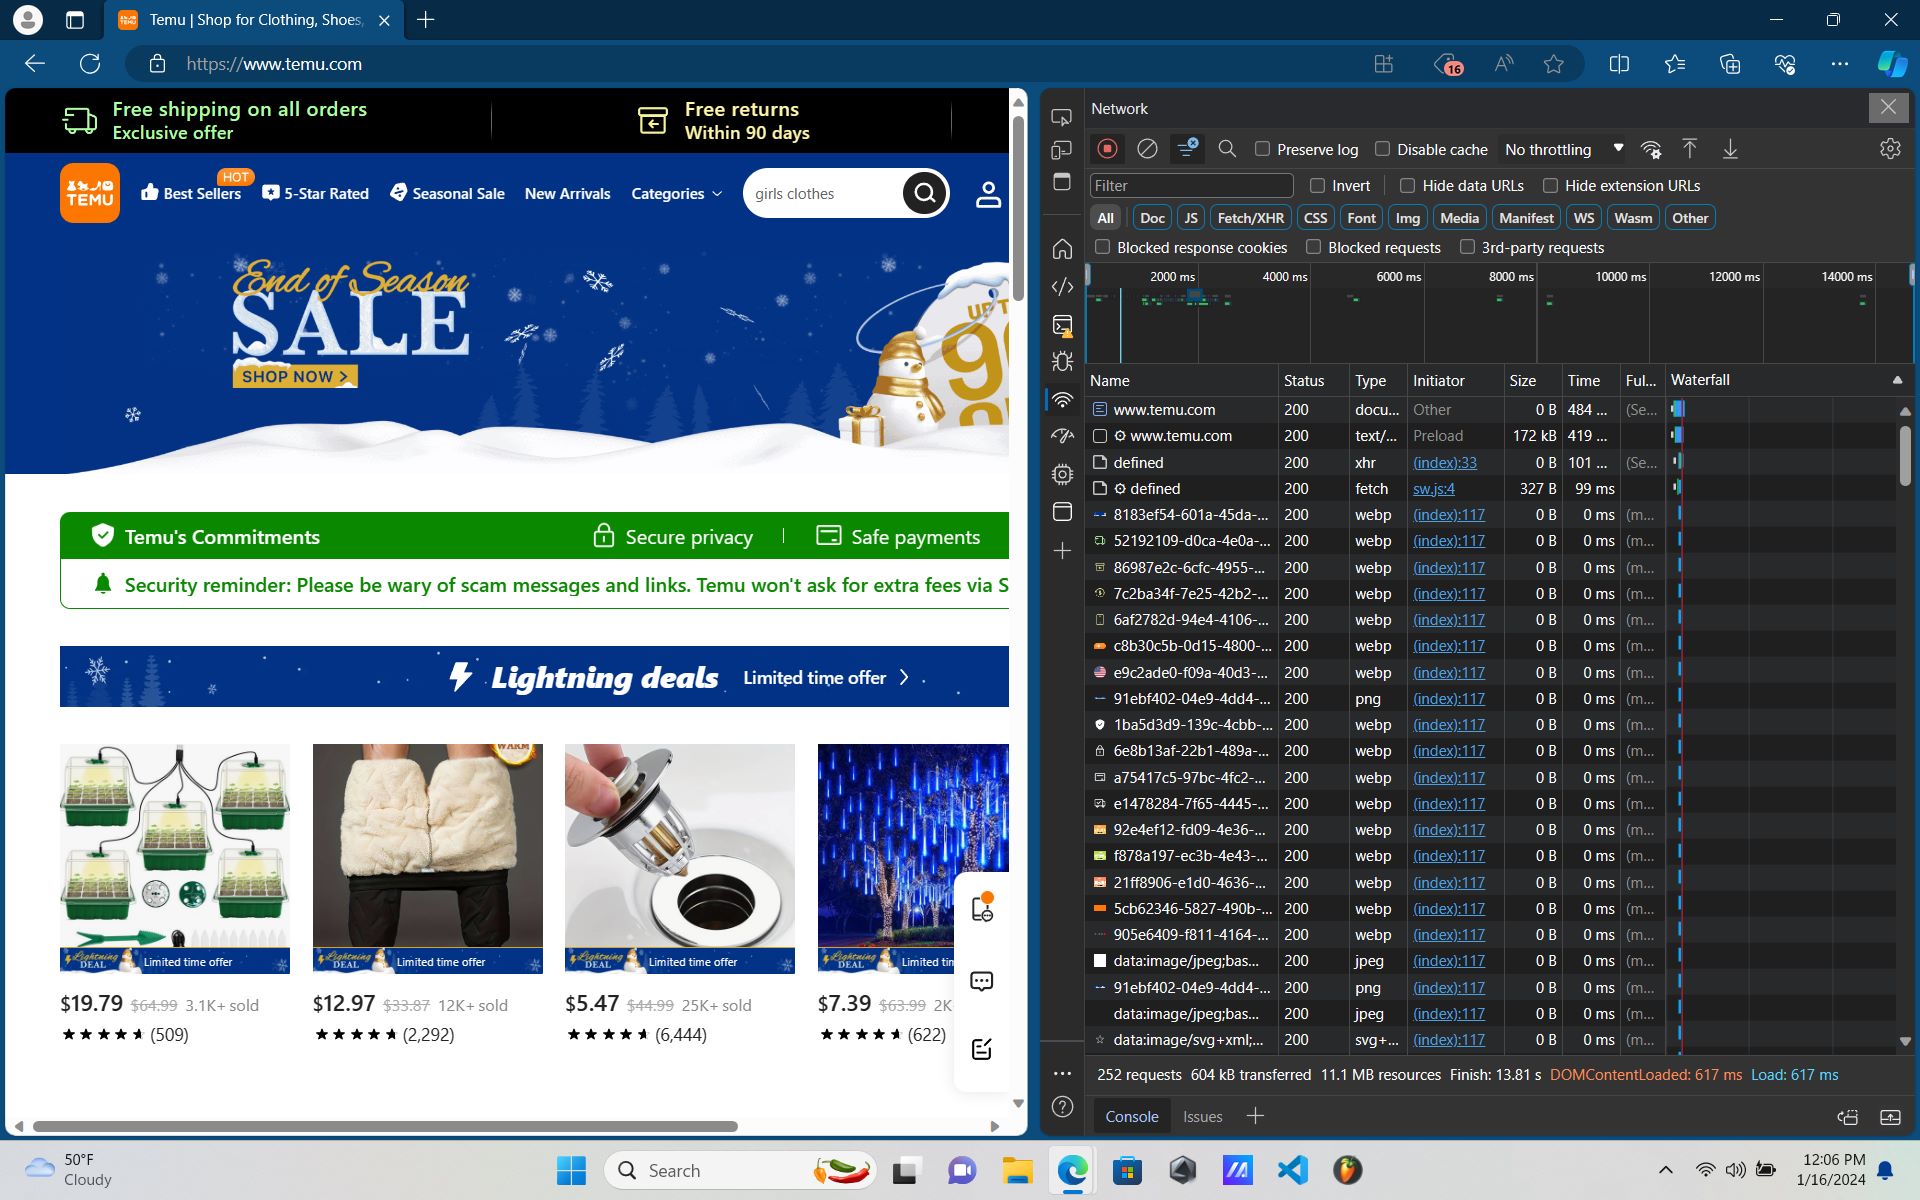 Temu | Shop for Clothing, Shoes,
https://www.temu.com
16
Free shipping on all orders
Exclusive offer
Free returns
Within 90 days
TEMU
Best Sellers
HOT
5-Star Rated
Seasonal Sale
New Arrivals
Categories
girls clothes
End of Season
SALE
SHOP NOW >
UP T
Temu's Commitments
Secure privacy
Safe payments
Security reminder: Please be wary of scam messages and links. Temu won't ask for extra fees via S
Lightning deals
Limited time offer
WARM
Lightning DEAL Limited time offer
Lightning DEAL Limited time offer
Lightning DEAL Limited time offer
Lightning DEAL Limited tin
$19.79 $64.99 3.1K+ sold
(509)
$12.97 $33.87 12K+ sold
(2,292)
$5.47 $44.99 25K+ sold
(6,444)
$7.39 $63.99 2K
(622)
Network
Preserve log
Disable cache
No throttling
Filter
Invert
Hide data URLs
Hide extension URLs
All Doc JS Fetch/XHR CSS Font Img Media Manifest WS Wasm Other
Blocked response cookies
Blocked requests
3rd-party requests
2000 ms 4000 ms 6000 ms 8000 ms 10000 ms 12000 ms 14000 ms
Name Status Type Initiator Size Time Ful... Waterfall
www.temu.com 200 docu... Other 0 B 484 ... (Se...
www.temu.com 200 text/... Preload 172 kB 419 ...
defined 200 xhr (index):33 0 B 101 ... (Se...
defined 200 fetch sw.js:4 327 B 99 ms
8183ef54-601a-45da-... 200 webp (index):117 0 B 0 ms (m...
52192109-d0ca-4e0a-... 200 webp (index):117 0 B 0 ms (m...
86987e2c-6cfc-4955-... 200 webp (index):117 0 B 0 ms (m...
7c2ba34f-7e25-42b2-... 200 webp (index):117 0 B 0 ms (m...
6af2782d-94e4-4106-... 200 webp (index):117 0 B 0 ms (m...
c8b30c5b-0d15-4800-... 200 webp (index):117 0 B 0 ms (m...
e9c2ade0-f09a-40d3-... 200 webp (index):117 0 B 0 ms (m...
91ebf402-04e9-4dd4-... 200 png (index):117 0 B 0 ms (m...
1ba5d3d9-139c-4cbb-... 200 webp (index):117 0 B 0 ms (m...
6e8b13af-22b1-489a-... 200 webp (index):117 0 B 0 ms (m...
a75417c5-97bc-4fc2-... 200 webp (index):117 0 B 0 ms (m...
e1478284-7f65-4445-... 200 webp (index):117 0 B 0 ms (m...
92e4ef12-fd09-4e36-... 200 webp (index):117 0 B 0 ms (m...
f878a197-ec3b-4e43-... 200 webp (index):117 0 B 0 ms (m...
21ff8906-e1d0-4636-... 200 webp (index):117 0 B 0 ms (m...
5cb62346-5827-490b-... 200 webp (index):117 0 B 0 ms (m...
905e6409-f811-4164-... 200 webp (index):117 0 B 0 ms (m...
data:image/jpeg;bas... 200 jpeg (index):117 0 B 0 ms (m...
91ebf402-04e9-4dd4-... 200 png (index):117 0 B 0 ms (m...
data:image/jpeg;bas... 200 jpeg (index):117 0 B 0 ms (m...
data:image/svg+xml;... 200 svg+... (index):117 0 B 0 ms (m...
252 requests 604 kB transferred 11.1 MB resources Finish: 13.81 s DOMContentLoaded: 617 ms Load: 617 ms
Console Issues
50°F
Cloudy
Search
12:06 PM
1/16/2024